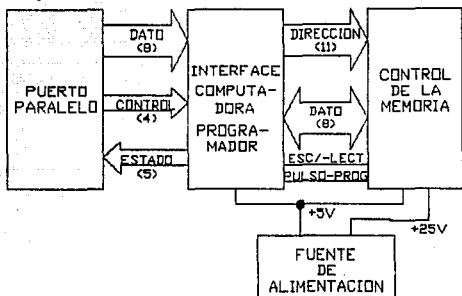 PUERTO
PARALELO
DATO
(8)
CONTROL
(4)
ESTADO
(5)
INTERFACE
COMPUTA-
DORA
PROGRA-
MADOR
DIRECCION
(11)
DATO
(8)
ESC/-LECT
PULSO-PROG
CONTROL
DE LA
MEMORIA
+5V
+25V
FUENTE
DE
ALIMENTACION